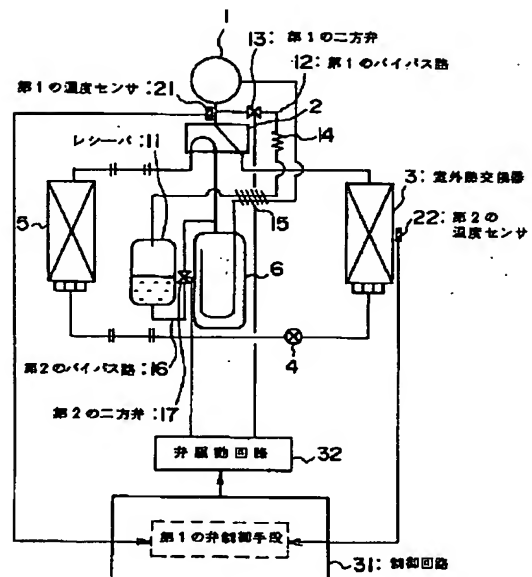 1
13: 第1の二方弁
12: 第1のバイパス路
第1の温度センサ: 21
2
14
レシーバ: 11
3: 室外熱交換器
22: 第2の
温度センサ
5
15
6
4
第2のバイパス路: 16
第2の二方弁: 17
弁駆動回路
32
第1の弁制御手段
31: 制御回路